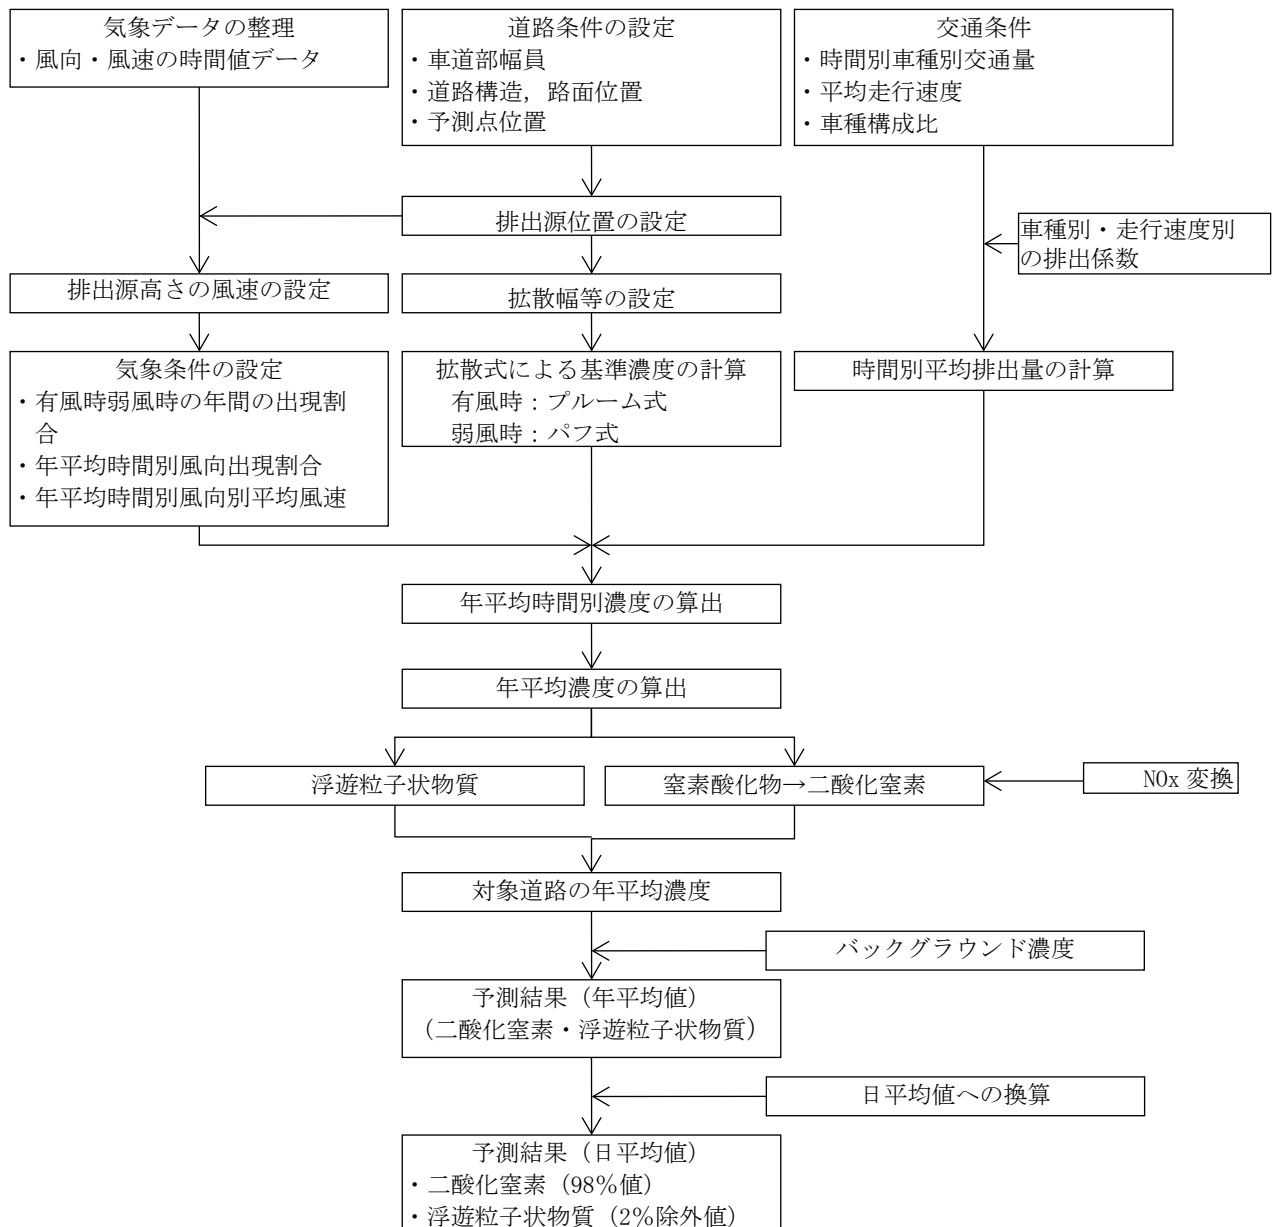 気象データの整理
・風向・風速の時間値データ
道路条件の設定
・車道部幅員
・道路構造，路面位置
・予測点位置
交通条件
・時間別車種別交通量
・平均走行速度
・車種構成比
排出源位置の設定
車種別・走行速度別
の排出係数
排出源高さの風速の設定
拡散幅等の設定
気象条件の設定
・有風時弱風時の年間の出現割
合
・年平均時間別風向出現割合
・年平均時間別風向別平均風速
拡散式による基準濃度の計算
有風時：プルーム式
弱風時：パフ式
時間別平均排出量の計算
年平均時間別濃度の算出
年平均濃度の算出
浮遊粒子状物質
窒素酸化物→二酸化窒素
NOx 変換
対象道路の年平均濃度
バックグラウンド濃度
予測結果（年平均値）
（二酸化窒素・浮遊粒子状物質）
日平均値への換算
予測結果（日平均値）
・二酸化窒素（98％値）
・浮遊粒子状物質（2％除外値）